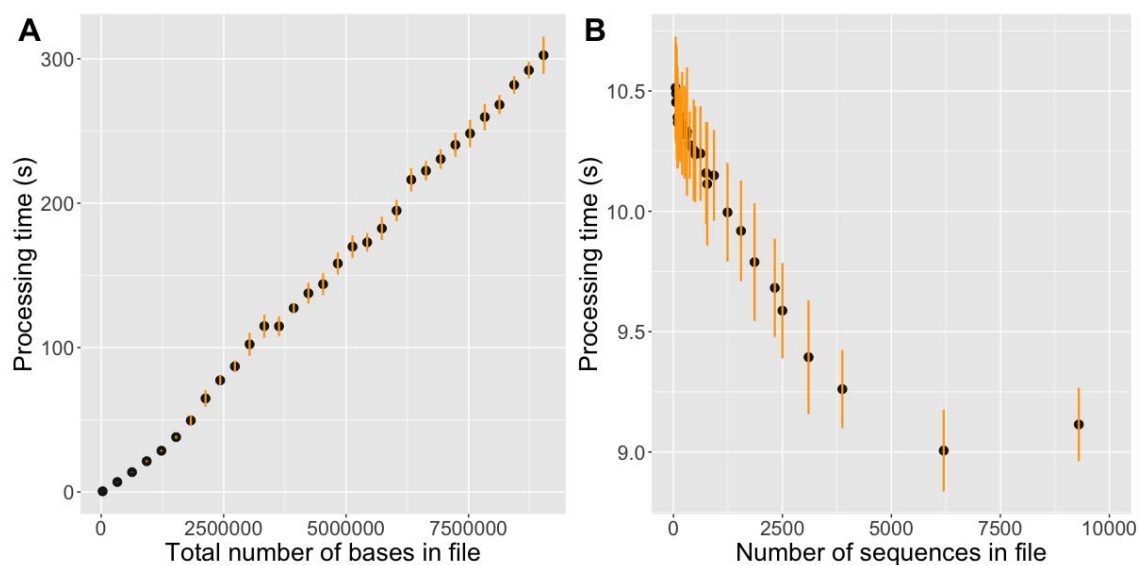 A
Processing time (s)
300
200
100
0
0 2500000 5000000 7500000
Total number of bases in file
B
Processing time (s)
10.5
10.0
9.5
9.0
0 2500 5000 7500 10000
Number of sequences in file